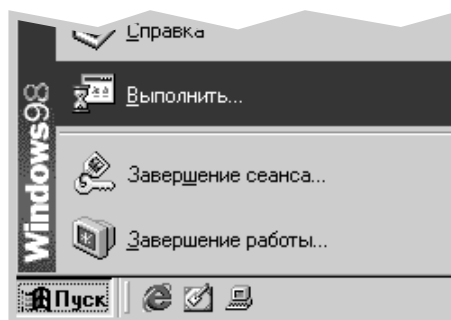 Справка
Выполнить...
Завершение сеанса...
Завершение работы...
Windows98
Пуск